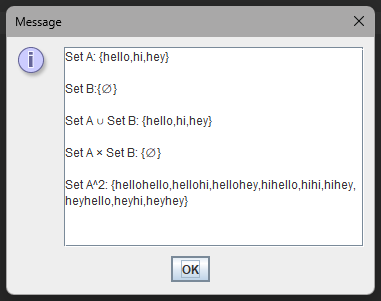 Message
Set A: {hello,hi,hey}
Set B:{∅}
Set A ∪ Set B: {hello,hi,hey}
Set A × Set B: {∅}
Set A^2: {hellohello,hellohi,hellohey,hihello,hihi,hihey,
heyhello,heyhi,heyhey}
OK